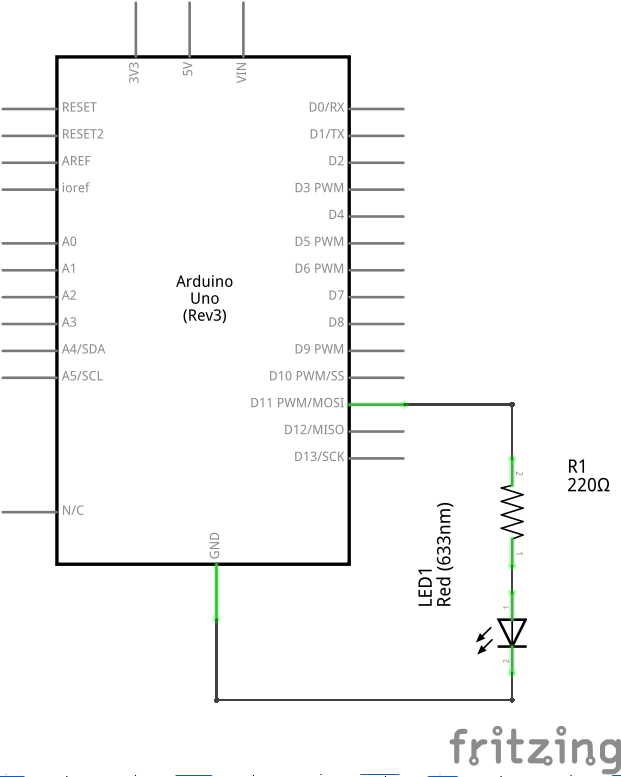 3V3
5V
VIN
RESET
RESET2
AREF
ioref
A0
A1
A2
A3
A4/SDA
A5/SCL
N/C
Arduino
Uno
(Rev3)
D0/RX
D1/TX
D2
D3 PWM
D4
D5 PWM
D6 PWM
D7
D8
D9 PWM
D10 PWM/SS
D11 PWM/MOSI
D12/MISO
D13/SCK
GND
2
R1
220Ω
1
LED1
Red (633nm)
1
2
fritzing